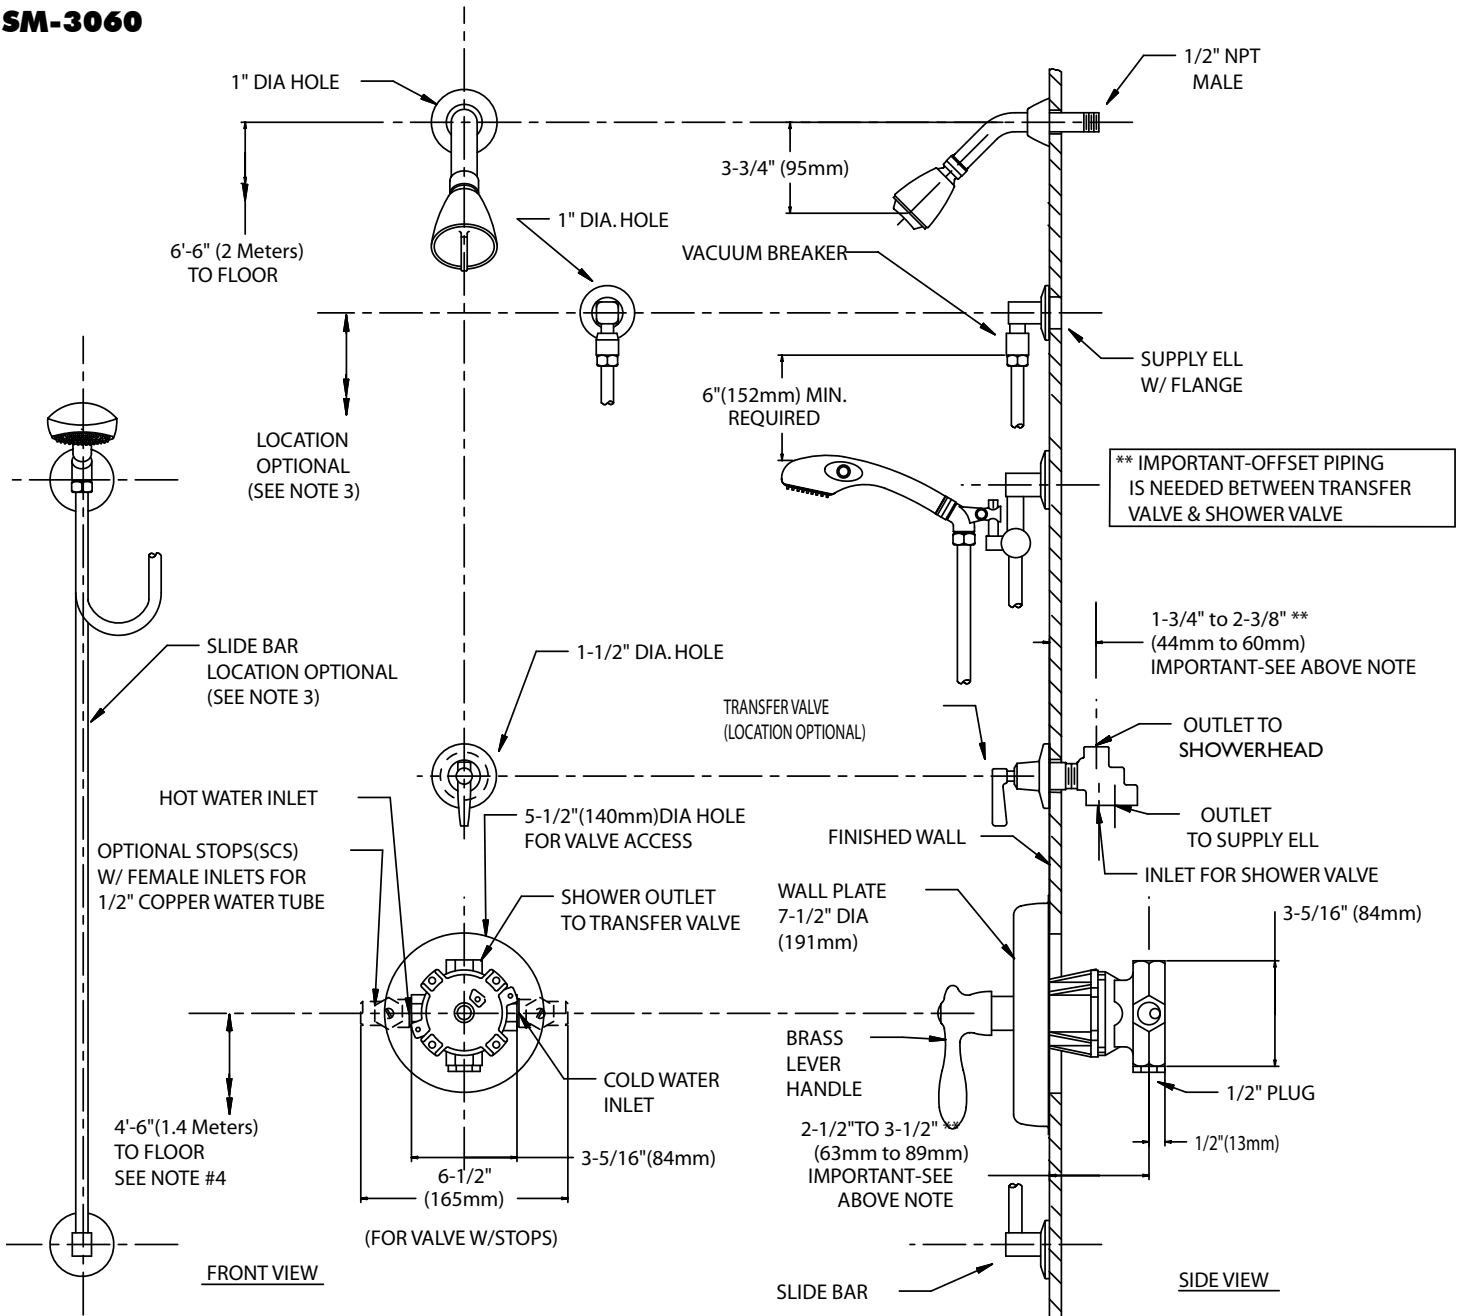 SM-3060
1" DIA HOLE
1/2" NPT
MALE
3-3/4" (95mm)
1" DIA. HOLE
6'-6" (2 Meters)
TO FLOOR
VACUUM BREAKER
SUPPLY ELL
W/ FLANGE
6"(152mm) MIN.
REQUIRED
LOCATION
OPTIONAL
(SEE NOTE 3)
** IMPORTANT-OFFSET PIPING
IS NEEDED BETWEEN TRANSFER
VALVE & SHOWER VALVE
1-3/4" to 2-3/8" **
(44mm to 60mm)
IMPORTANT-SEE ABOVE NOTE
SLIDE BAR
LOCATION OPTIONAL
(SEE NOTE 3)
1-1/2" DIA. HOLE
TRANSFER VALVE
(LOCATION OPTIONAL)
OUTLET TO
SHOWERHEAD
HOT WATER INLET
5-1/2"(140mm)DIA HOLE
FOR VALVE ACCESS
FINISHED WALL
OUTLET
TO SUPPLY ELL
OPTIONAL STOPS(SCS)
W/ FEMALE INLETS FOR
1/2" COPPER WATER TUBE
INLET FOR SHOWER VALVE
SHOWER OUTLET
TO TRANSFER VALVE
WALL PLATE
7-1/2" DIA
(191mm)
3-5/16" (84mm)
BRASS
LEVER
HANDLE
COLD WATER
INLET
1/2" PLUG
4'-6"(1.4 Meters)
TO FLOOR
SEE NOTE #4
2-1/2"TO 3-1/2" **
(63mm to 89mm)
IMPORTANT-SEE
ABOVE NOTE
1/2"(13mm)
3-5/16"(84mm)
6-1/2"
(165mm)
(FOR VALVE W/STOPS)
FRONT VIEW
SLIDE BAR
SIDE VIEW